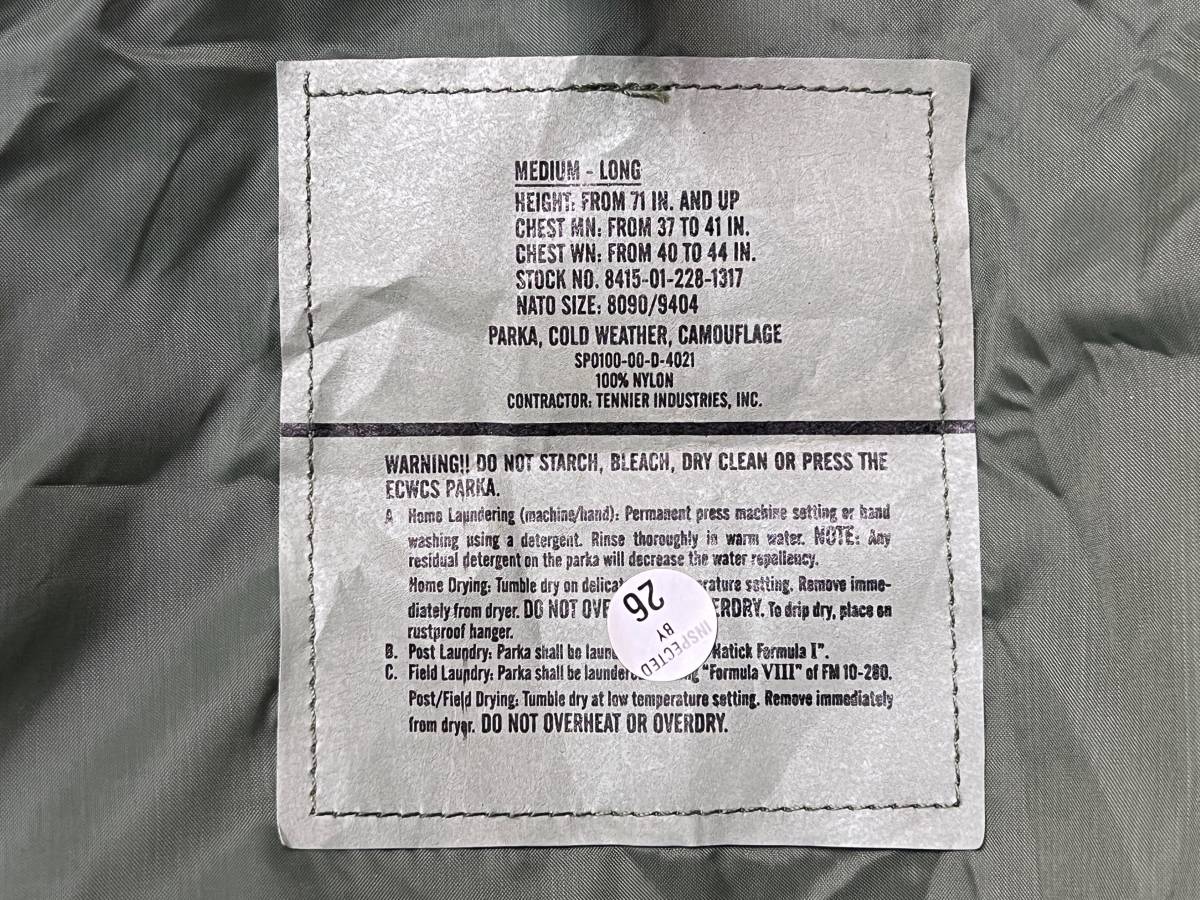 MEDIUM - LONG
HEIGHT: FROM 71 IN. AND UP
CHEST MN: FROM 37 TO 41 IN.
CHEST WN: FROM 40 TO 44 IN.
STOCK NO. 8415-01-228-1317
NATO SIZE: 8090/9404
PARKA, COLD WEATHER, CAMOUFLAGE
SPO100-00-D-4021
100% NYLON
CONTRACTOR: TENNIER INDUSTRIES, INC.
WARNING!! DO NOT STARCH, BLEACH, DRY CLEAN OR PRESS THE
ECWCS PARKA.
A Home Laundering (machine/hand): Permanent press machine setting or hand
washing using a detergent. Rinse thoroughly in warm water. NOTE: Any
residual detergent on the parka will decrease the water repellency.
Home Drying: Tumble dry on setting. Remove imme-
diately from dryer. DO NOT To drip dry, place on
rustproof hanger.
B. Post Laundry: Parka shall be Natick Formula I".
C. Field Laundry: Parka shall be "Formula VIII" of FM 10-280.
Post/Field Drying: Tumble dry at low temperature setting. Remove immediately
from dryer. DO NOT OVERHEAT OR OVERDRY.
INSPECTED
BY
26